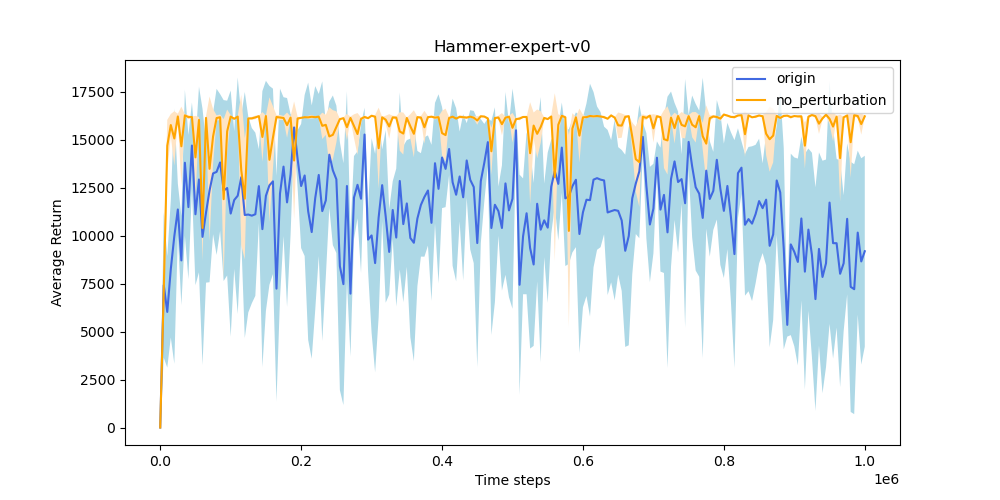 Hammer-expert-v0
origin
no_perturbation
17500
15000
12500
10000
7500
5000
2500
0
Average Return
0.0 0.2 0.4 0.6 0.8 1.0
1e6
Time steps